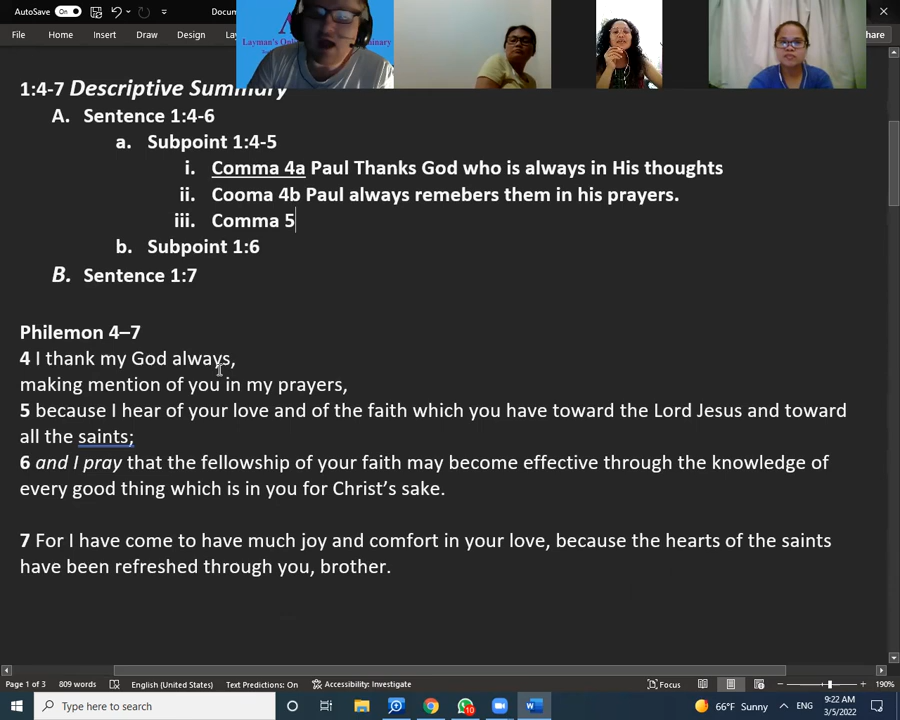 AutoSave On Docum
File Home Insert Draw Design hare
Layman's Onl inary
1:4-7 Descriptive Summary
A. Sentence 1:4-6
a. Subpoint 1:4-5
i. Comma 4a Paul Thanks God who is always in His thoughts
ii. Cooma 4b Paul always remebers them in his prayers.
iii. Comma 5
b. Subpoint 1:6
B. Sentence 1:7
Philemon 4–7
4 I thank my God always,
making mention of you in my prayers,
5 because I hear of your love and of the faith which you have toward the Lord Jesus and toward
all the saints;
6 and I pray that the fellowship of your faith may become effective through the knowledge of
every good thing which is in you for Christ’s sake.
7 For I have come to have much joy and comfort in your love, because the hearts of the saints
have been refreshed through you, brother.
Page 1 of 3 809 words English (United States) Text Predictions: On Accessibility: Investigate Focus 190%
Type here to search 10 66°F Sunny ENG 9:22 AM
3/5/2022